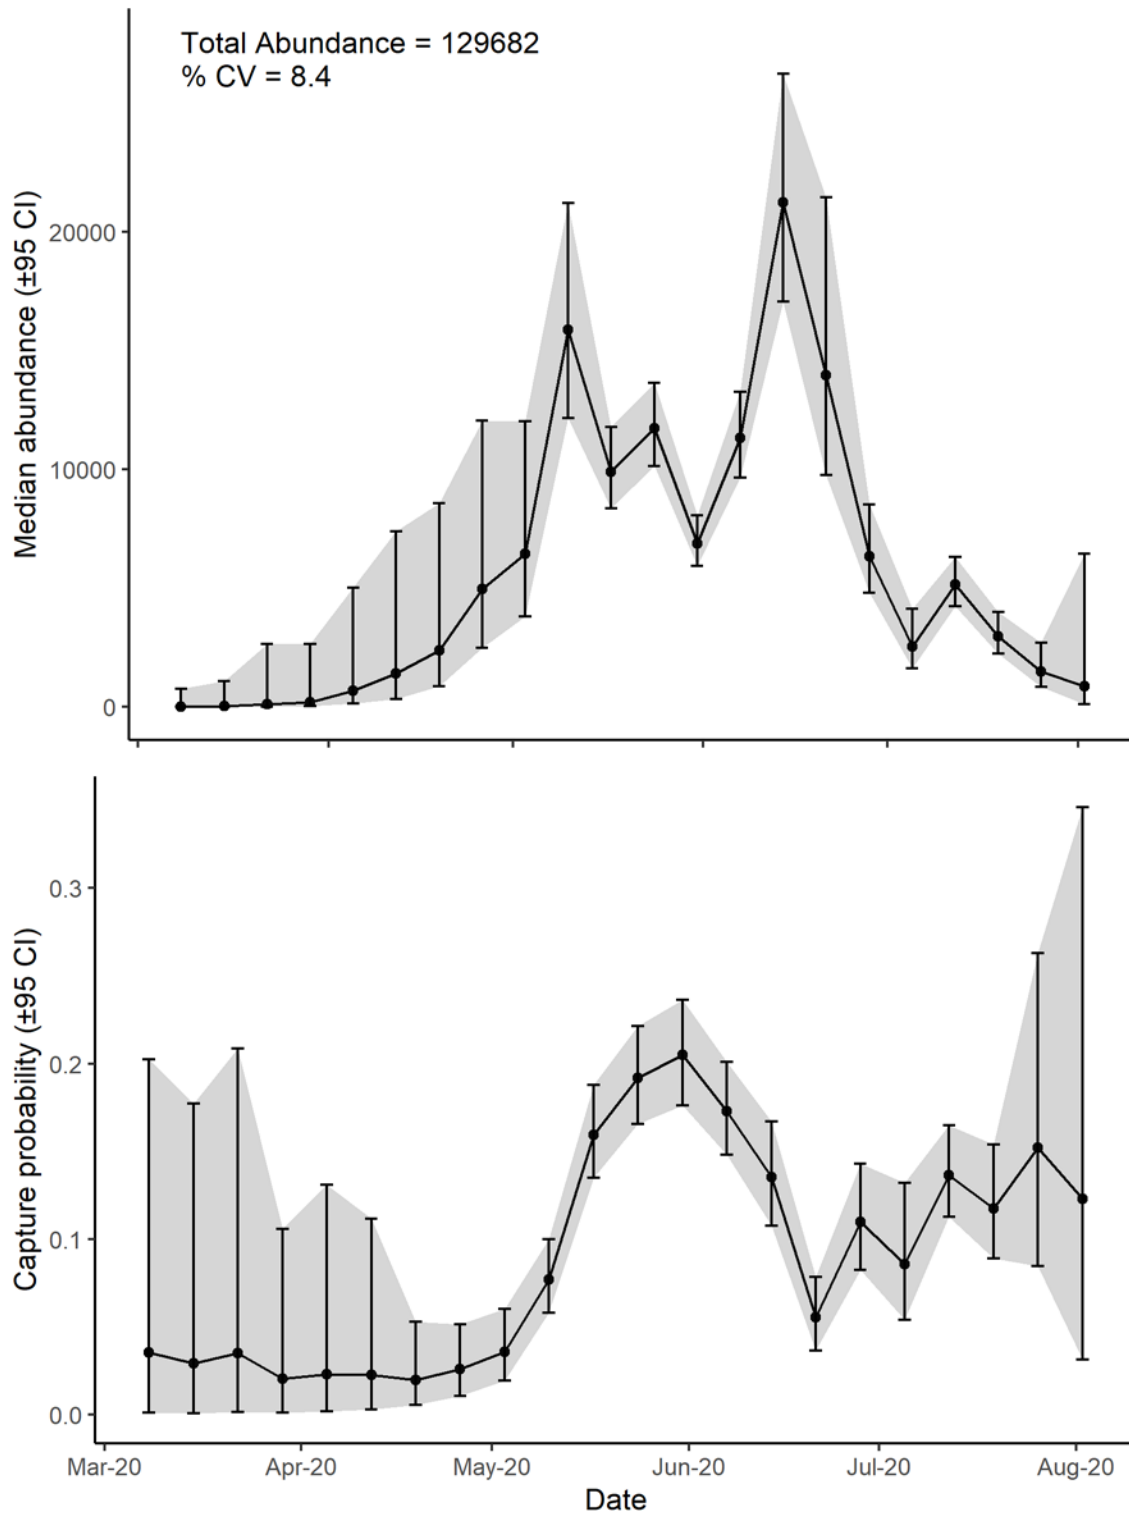 Total Abundance = 129682
% CV = 8.4
Median abundance (±95 CI)
20000
10000
0
Capture probability (±95 CI)
0.3
0.2
0.1
0.0
Mar-20 Apr-20 May-20 Jun-20 Jul-20 Aug-20
Date